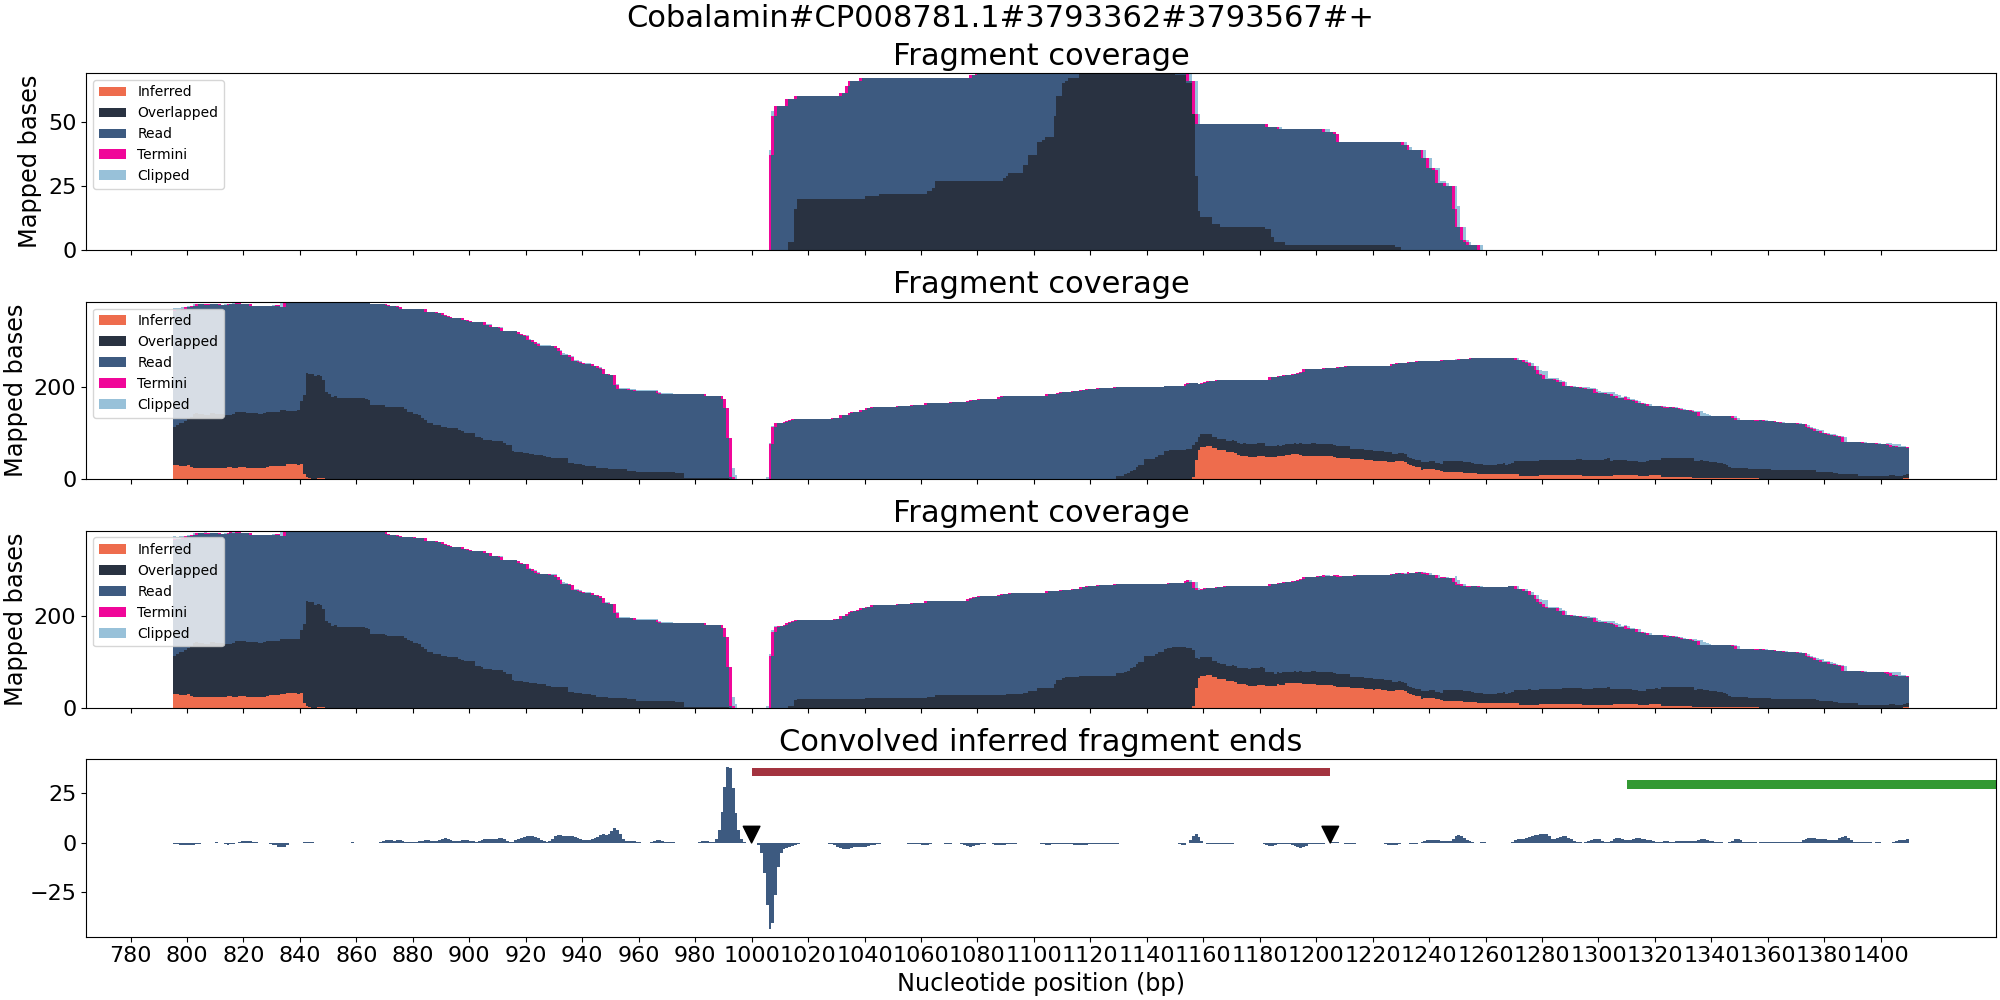 Cobalamin#CP008781.1#3793362#3793567#+
Fragment coverage
Mapped bases
50
25
0
Inferred
Overlapped
Read
Termini
Clipped
Fragment coverage
Mapped bases
200
0
Inferred
Overlapped
Read
Termini
Clipped
Fragment coverage
Mapped bases
200
0
Inferred
Overlapped
Read
Termini
Clipped
Convolved inferred fragment ends
25
0
−25
780 800 820 840 860 880 900 920 940 960 980 1000 1020 1040 1060 1080 1100 1120 1140 1160 1180 1200 1220 1240 1260 1280 1300 1320 1340 1360 1380 1400
Nucleotide position (bp)